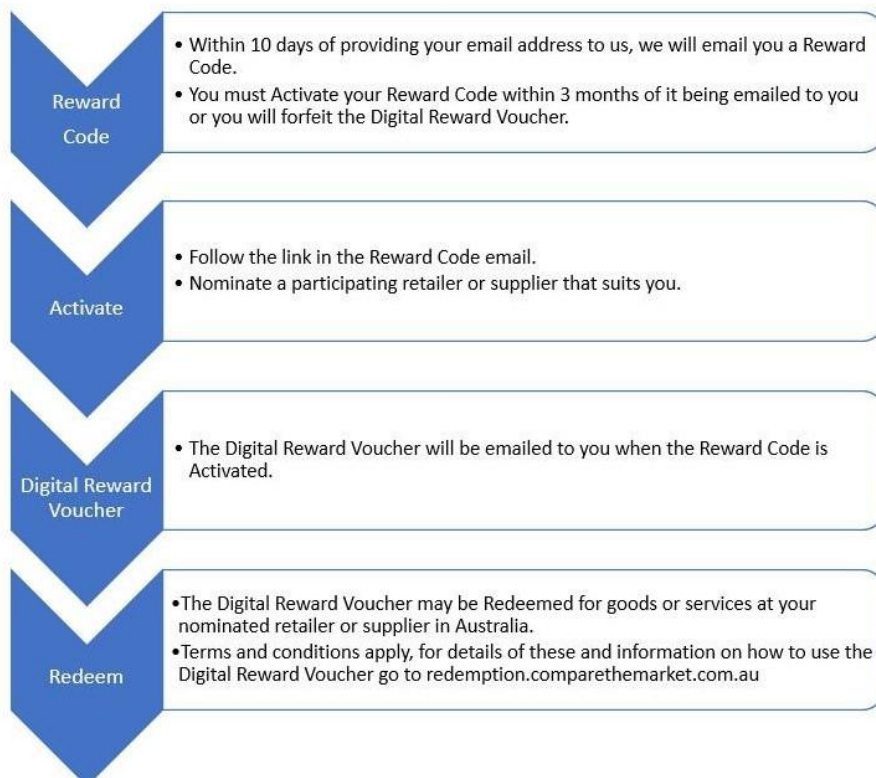 Reward
Code
• Within 10 days of providing your email address to us, we will email you a Reward
Code.
• You must Activate your Reward Code within 3 months of it being emailed to you
or you will forfeit the Digital Reward Voucher.
Activate
• Follow the link in the Reward Code email.
• Nominate a participating retailer or supplier that suits you.
Digital Reward
Voucher
• The Digital Reward Voucher will be emailed to you when the Reward Code is
Activated.
Redeem
•The Digital Reward Voucher may be Redeemed for goods or services at your
nominated retailer or supplier in Australia.
•Terms and conditions apply, for details of these and information on how to use the
Digital Reward Voucher go to redemption.comparethemarket.com.au